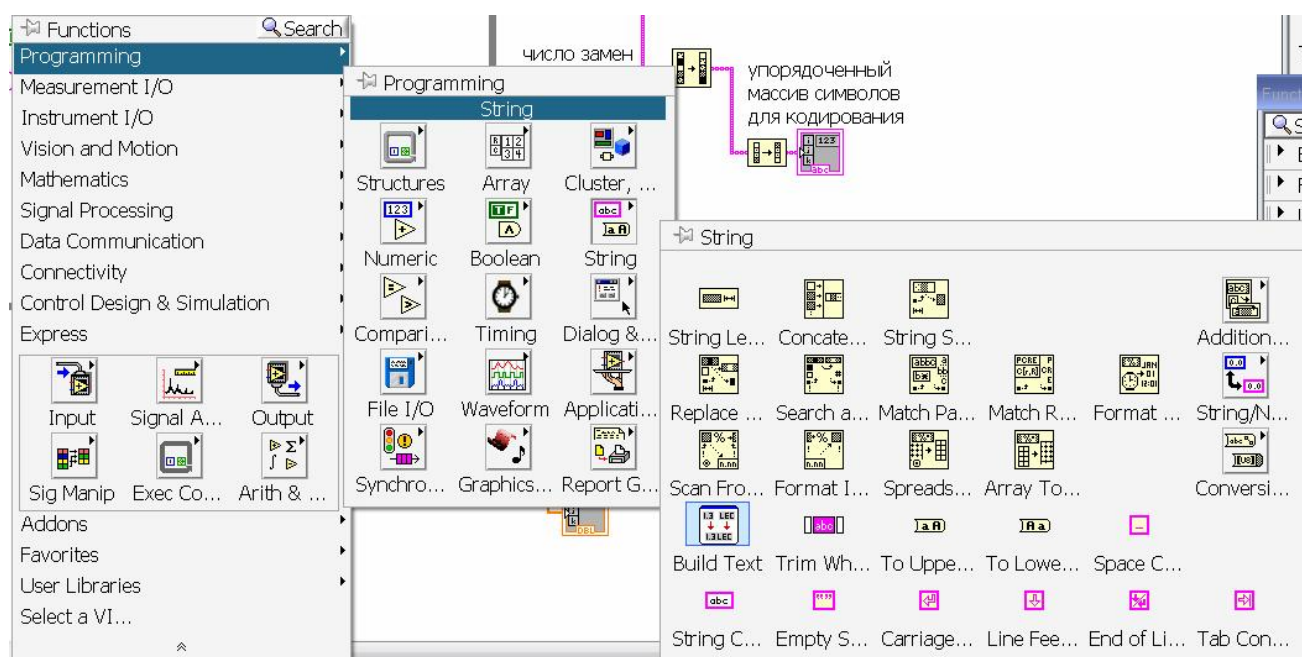 Functions
Search
Programming
Measurement I/O
Instrument I/O
Vision and Motion
Mathematics
Signal Processing
Data Communication
Connectivity
Control Design & Simulation
Express
Input Signal A... Output
Sig Manip Exec Co... Arith & ...
Addons
Favorites
User Libraries
Select a VI...
число замен
Programming
String
Structures Array Cluster, ...
Numeric Boolean String
Compari... Timing Dialog &...
File I/O Waveform Applicati...
Synchro... Graphics... Report G...
упорядоченный
массив символов
для кодирования
String
String Le... Concate... String S... Addition...
Replace ... Search a... Match Pa... Match R... Format ... String/N...
Scan Fro... Format I... Spreads... Array To... Conversi...
Build Text Trim Wh... To Uppe... To Lowe... Space C...
String C... Empty S... Carriage... Line Fee... End of Li... Tab Con...